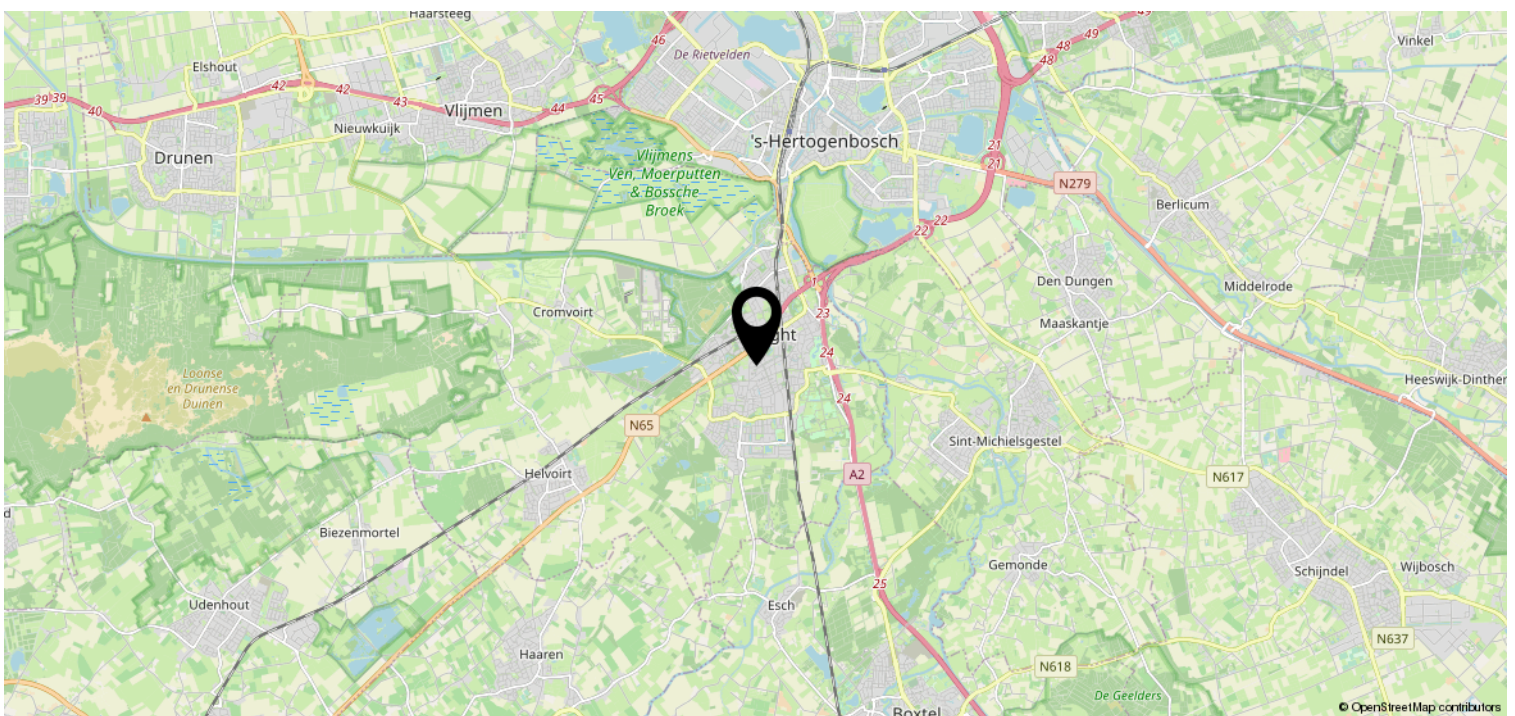 Haarsteeg
49
46
48
49
Vinkel
De Rietvelden
Elshout
42
42
45
39
39
40
43
44
Vlijmen
Nieuwkuijk
's-Hertogenbosch
21
21
Drunen
Vlijmens
Ven, Moerputten
& Bossche
Broek
N279
Berlicum
22
22
1
Den Dungen
Middelrode
Cromvoirt
23
Maaskantje
ght
24
Loonse
en Drunense
Duinen
Heeswijk-Dinther
24
N65
Sint-Michielsgestel
Helvoirt
A2
N617
d
Biezenmortel
Gemonde
Schijndel
Wijbosch
25
Udenhout
Esch
N637
Haaren
N618
De Geelders
Boxtel
© OpenStreetMap contributors